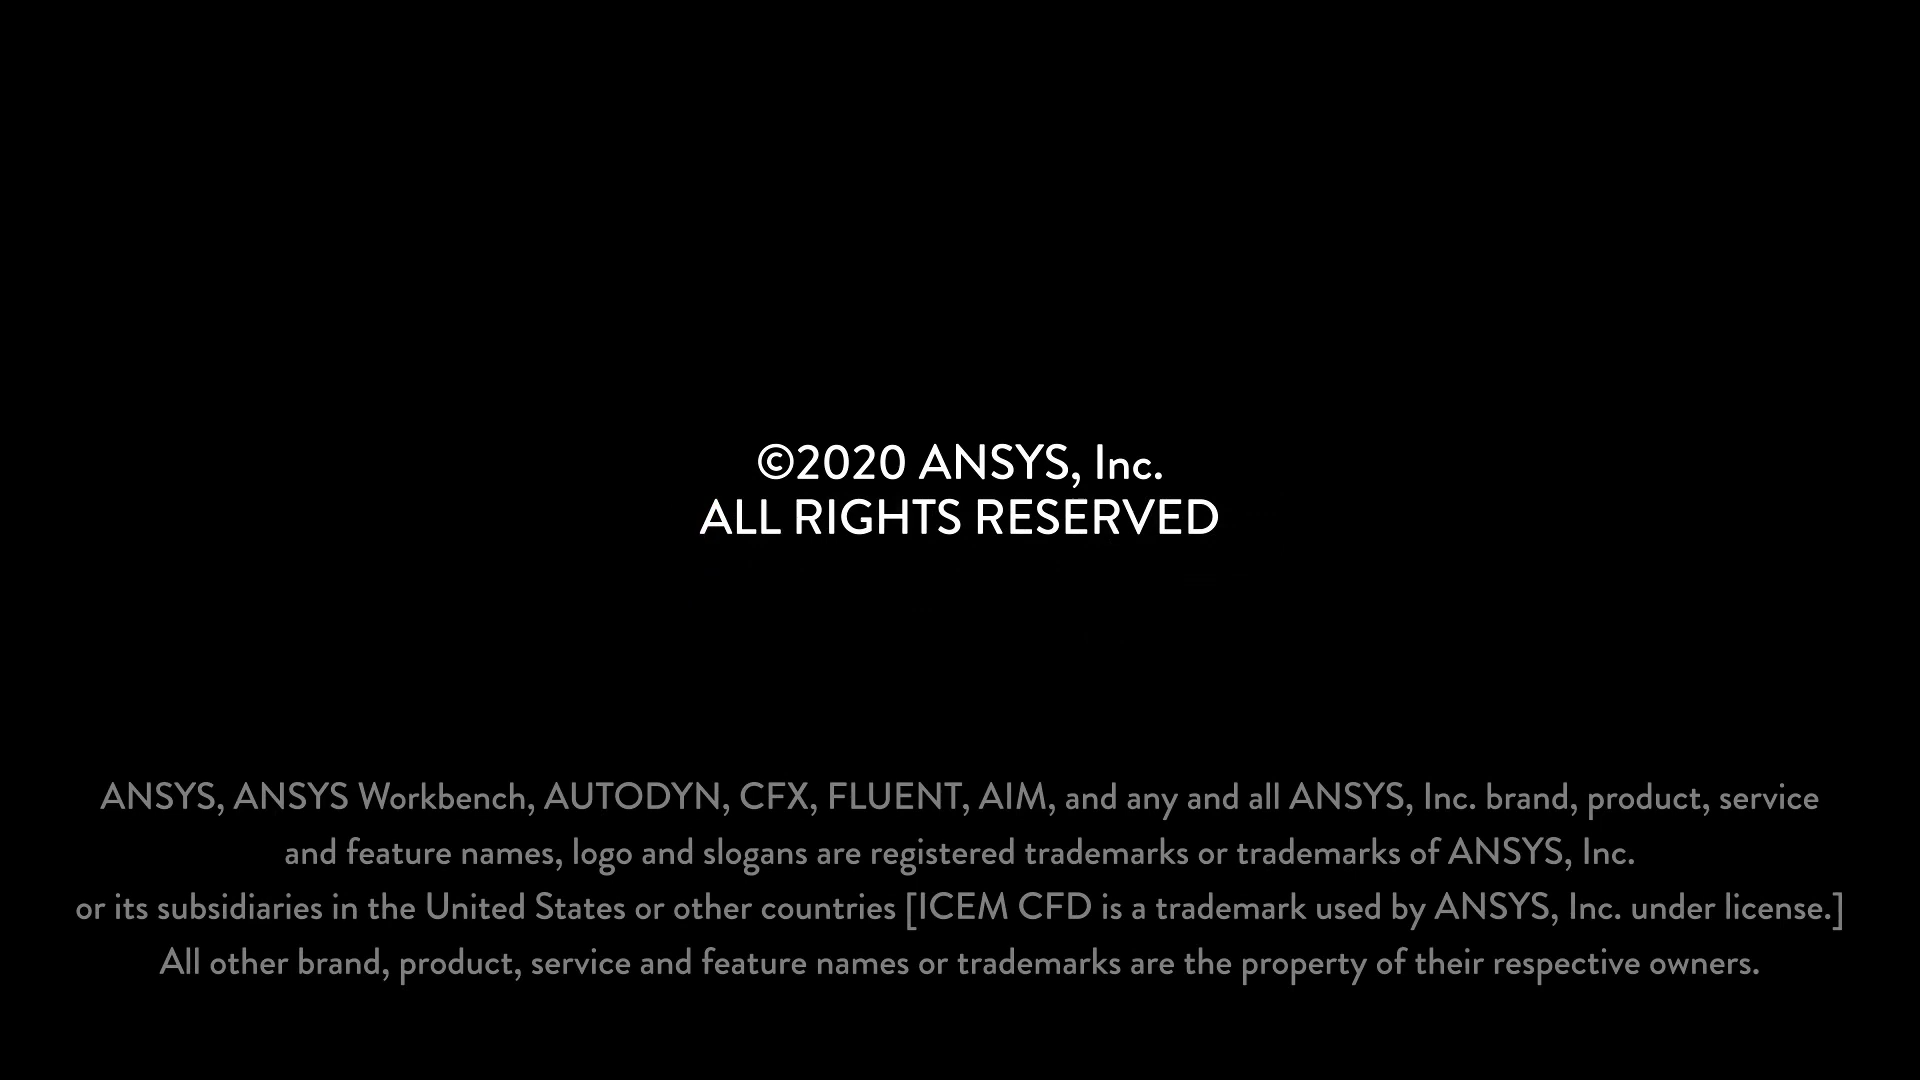 ©2020 ANSYS, Inc.
ALL RIGHTS RESERVED
ANSYS, ANSYS Workbench, AUTODYN, CFX, FLUENT, AIM, and any and all ANSYS, Inc. brand, product, service
and feature names, logo and slogans are registered trademarks or trademarks of ANSYS, Inc.
or its subsidiaries in the United States or other countries [ICEM CFD is a trademark used by ANSYS, Inc. under license.]
All other brand, product, service and feature names or trademarks are the property of their respective owners.